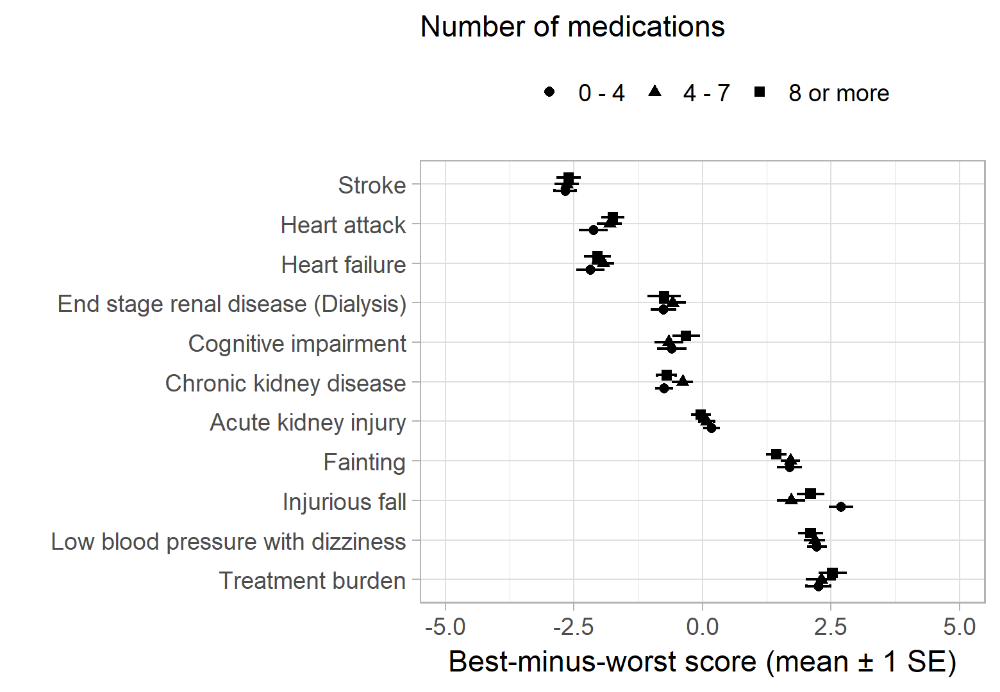 Number of medications
0 - 4 4 - 7 8 or more
Stroke
Heart attack
Heart failure
End stage renal disease (Dialysis)
Cognitive impairment
Chronic kidney disease
Acute kidney injury
Fainting
Injurious fall
Low blood pressure with dizziness
Treatment burden
-5.0 -2.5 0.0 2.5 5.0
Best-minus-worst score (mean ± 1 SE)